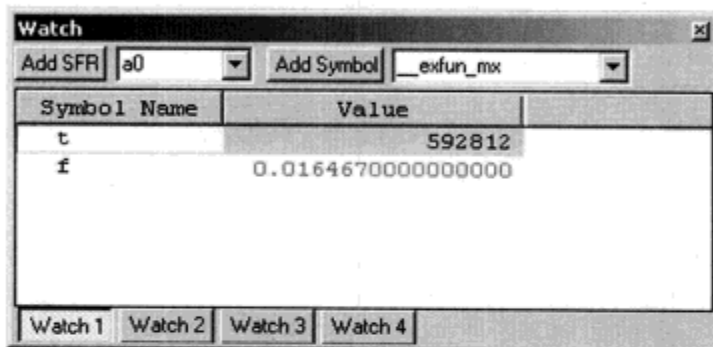 Watch
Add SFR a0 Add Symbol __exfun_mx
Symbol Name Value
t 592812
f 0.0164670000000000
Watch 1 Watch 2 Watch 3 Watch 4